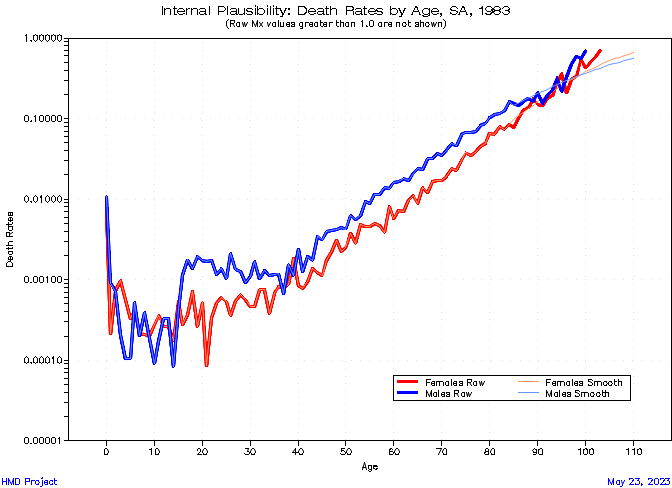 Internal Plausibility: Death Rates by Age, SA, 1983
(Raw Mx values greater than 1.0 are not shown)
1.00000
0.10000
0.01000
0.00100
0.00010
0.00001
Death Rates
0 10 20 30 40 50 60 70 80 90 100 110
Age
Females Raw Females Smooth
Males Raw Males Smooth
HMD Project May 23, 2023